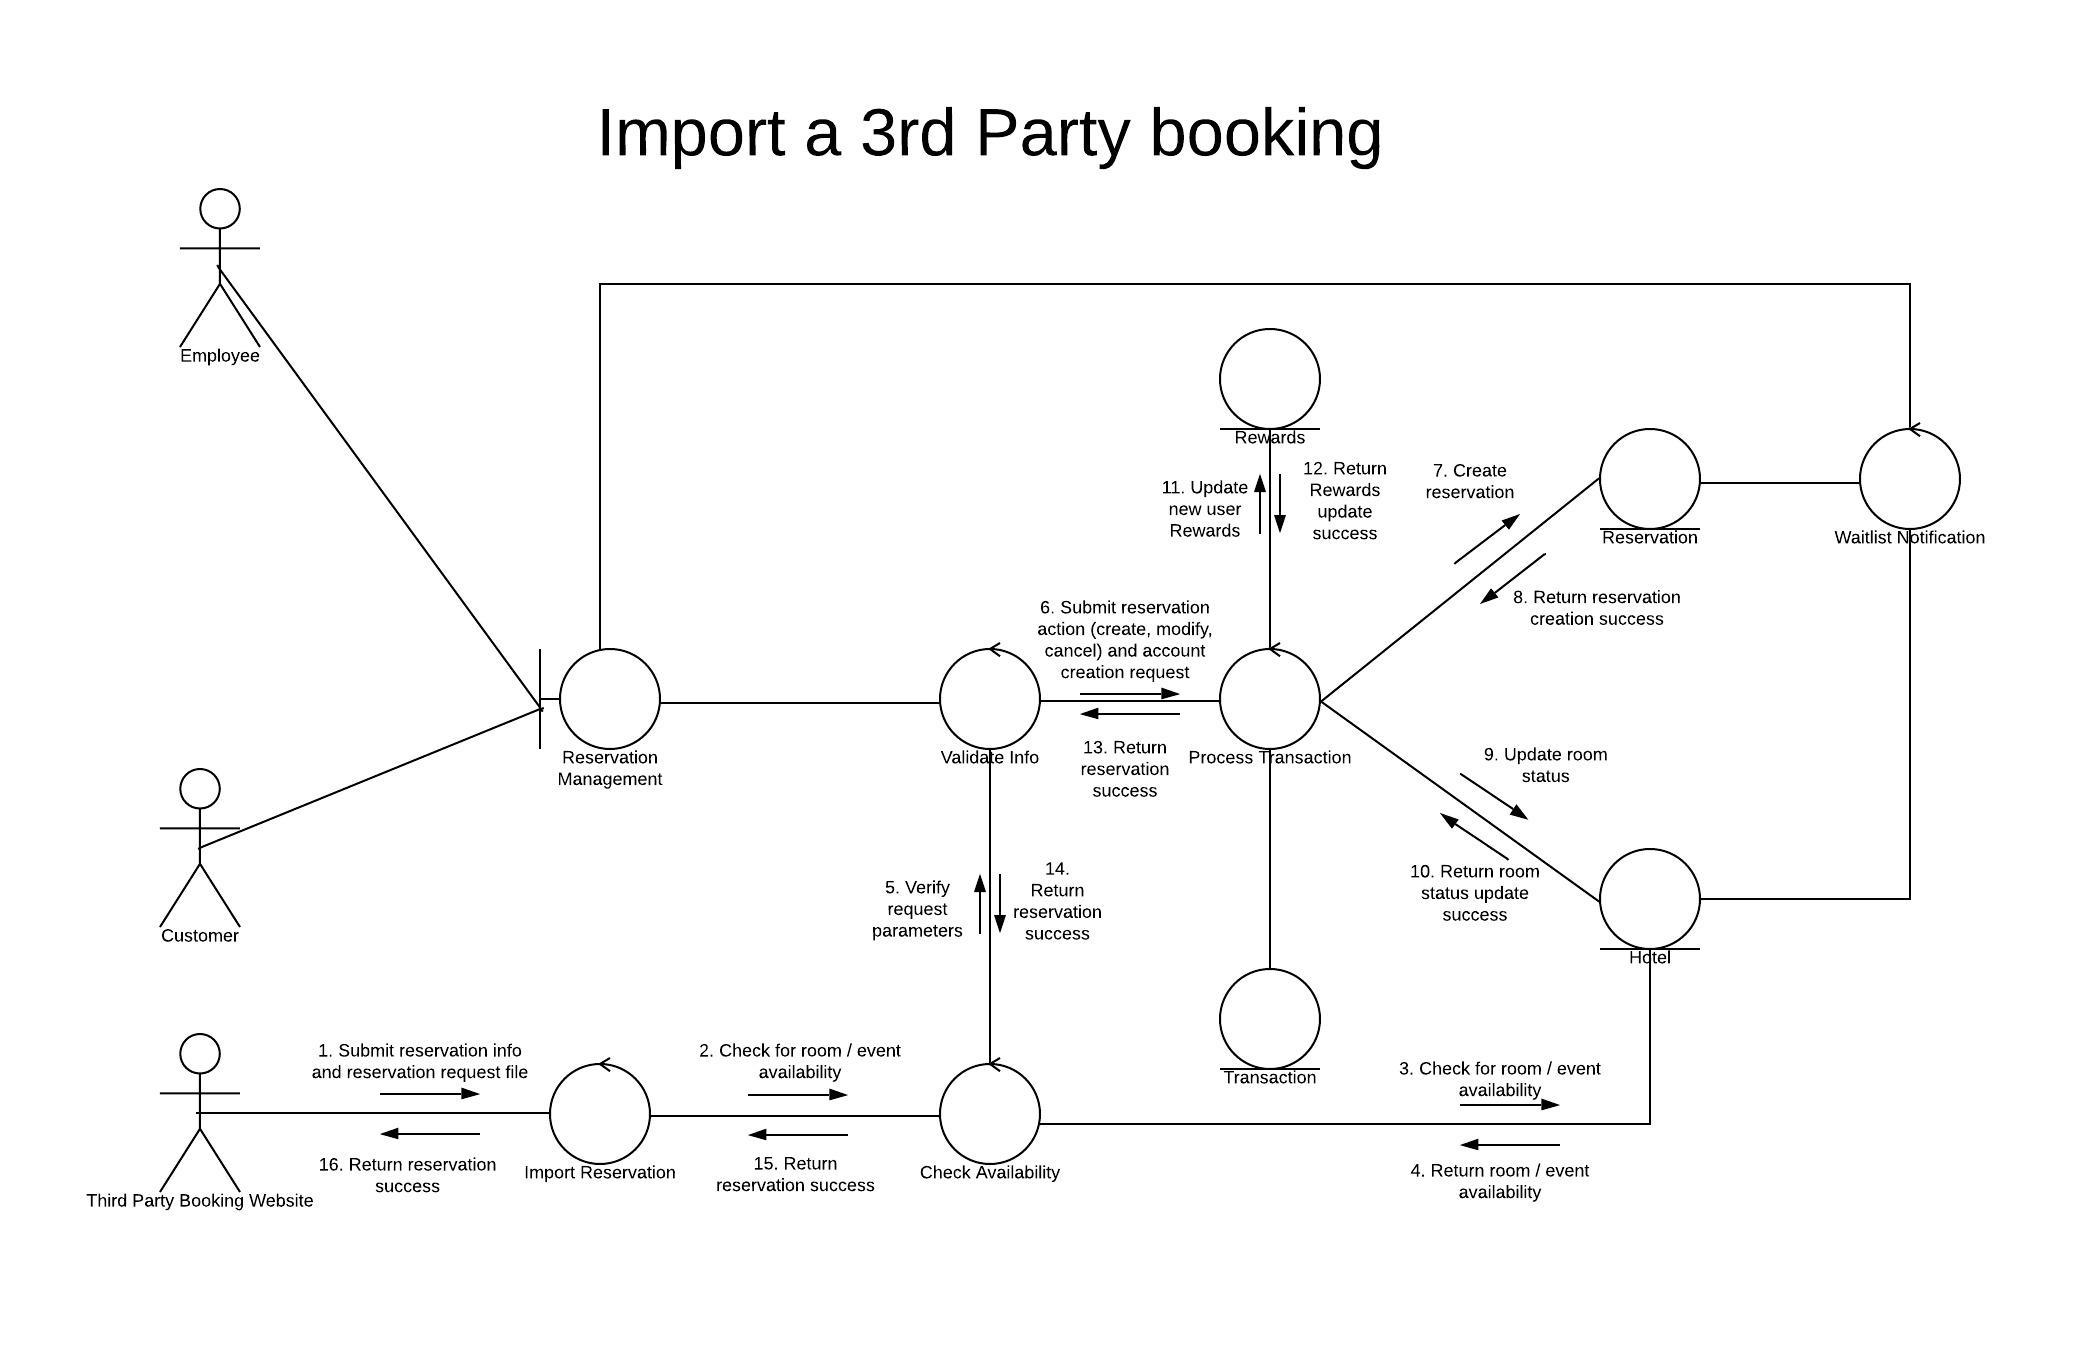 Import a 3rd Party booking
Employee
Rewards
11. Update
new user
Rewards
12. Return
Rewards
update
success
7. Create
reservation
Reservation
Waitlist Notification
8. Return reservation
creation success
6. Submit reservation
action (create, modify,
cancel) and account
creation request
Reservation
Management
Validate Info
13. Return
reservation
success
Process Transaction
9. Update room
status
10. Return room
status update
success
Hotel
5. Verify
request
parameters
14.
Return
reservation
success
Customer
1. Submit reservation info
and reservation request file
2. Check for room / event
availability
Transaction
3. Check for room / event
availability
16. Return reservation
success
Import Reservation
15. Return
reservation success
Check Availability
4. Return room / event
availability
Third Party Booking Website